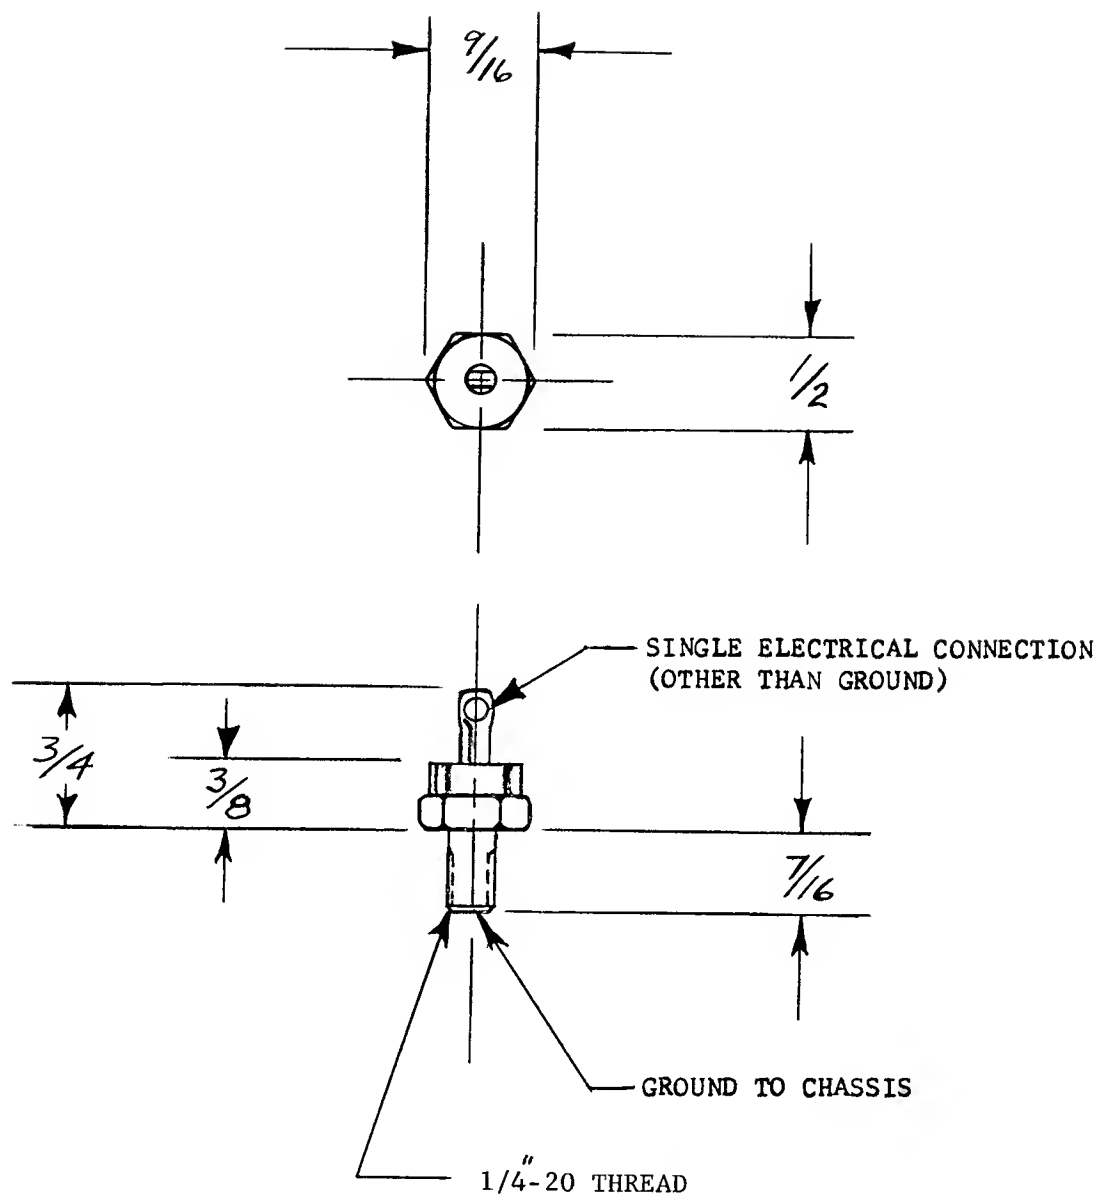 9/16
1/2
SINGLE ELECTRICAL CONNECTION
(OTHER THAN GROUND)
3/4
3/8
7/16
GROUND TO CHASSIS
1/4"-20 THREAD